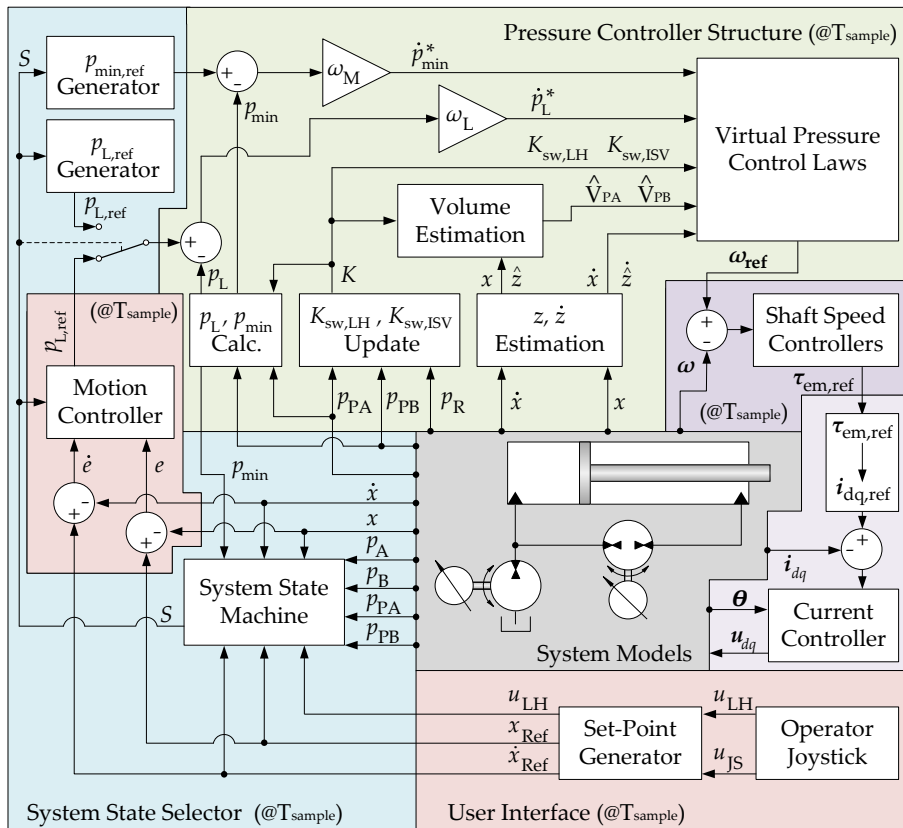 Pressure Controller Structure (@Tsample)
S
pmin,ref
Generator
+
-
ωM
ṗ*min
pmin
ωL
ṗL*
pL,ref
Generator
pL,ref
Ksw,LH Ksw,ISV
Virtual Pressure
Control Laws
V̂PA V̂PB
Volume
Estimation
+
-
pL
K
x ẑ
ẋ ẑ̇
ωref
(@Tsample)
pL,ref
pL, pmin
Calc.
Ksw,LH , Ksw,ISV
Update
z, ż
Estimation
+
-
Shaft Speed
Controllers
ω
τem,ref
(@Tsample)
Motion
Controller
pPA
pPB
pR
ẋ
x
τem,ref
idq,ref
ė
e
pmin
ẋ
+
-
x
+
-
+
-
idq
pA
pB
pPA
pPB
System State
Machine
S
θ
udq
Current
Controller
System Models
uLH
xRef
ẋRef
Set-Point
Generator
uLH
uJS
Operator
Joystick
System State Selector (@Tsample)
User Interface (@Tsample)